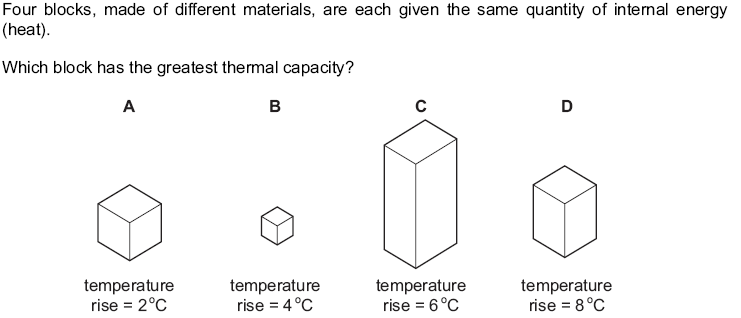 Four blocks, made of different materials, are each given the same quantity of internal energy
(heat).
Which block has the greatest thermal capacity?
A B C D
temperature temperature temperature temperature
rise = 2°C rise = 4°C rise = 6°C rise = 8°C